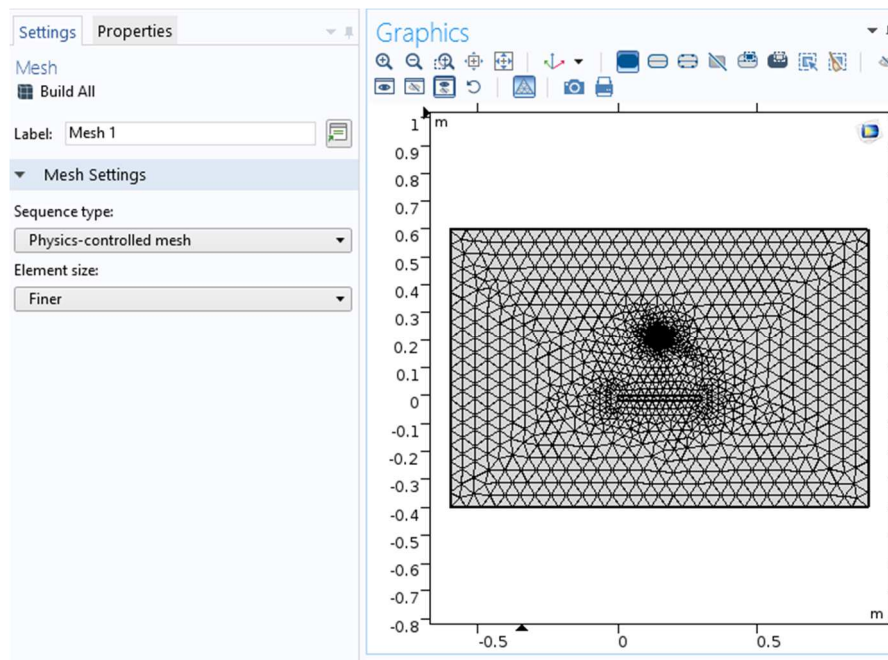 Settings Properties
Mesh
Build All
Label: Mesh 1
Mesh Settings
Sequence type:
Physics-controlled mesh
Element size:
Finer
Graphics
m
1
0.9
0.8
0.7
0.6
0.5
0.4
0.3
0.2
0.1
0
-0.1
-0.2
-0.3
-0.4
-0.5
-0.6
-0.7
-0.8
m
-0.5 0 0.5